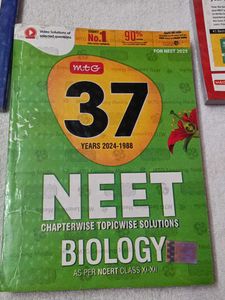 Video Solutions of
selected questions
No.1
90%
FOR NEET 2025
mtG
37
YEARS 2024-1988
NEET
CHAPTERWISE TOPICWISE SOLUTIONS
BIOLOGY
AS PER NCERT CLASS XI-XII